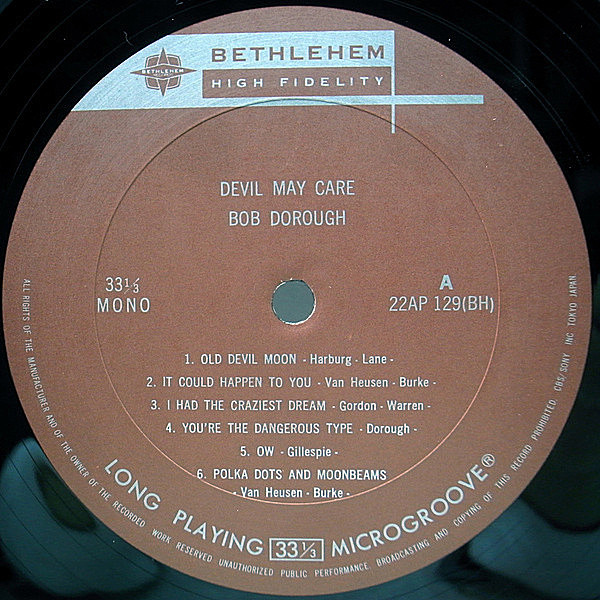 BETHLEHEM
BETHLEHEM
HIGH FIDELITY
DEVIL MAY CARE
BOB DOROUGH
33 1/3
MONO
A
22AP 129(BH)
1. OLD DEVIL MOON - Harburg - Lane -
2. IT COULD HAPPEN TO YOU - Van Heusen - Burke -
3. I HAD THE CRAZIEST DREAM - Gordon - Warren -
4. YOU'RE THE DANGEROUS TYPE - Dorough -
5. OW - Gillespie -
6. POLKA DOTS AND MOONBEAMS
- Van Heusen - Burke -
LONG PLAYING 33 1/3 MICROGROOVE®
ALL RIGHTS OF THE MANUFACTURER AND OF THE OWNER OF THE RECORDED WORK RESERVED UNAUTHORIZED PUBLIC PERFORMANCE BROADCASTING AND COPYING OF THIS RECORD PROHIBITED. CBS/SONY INC TOKYO JAPAN